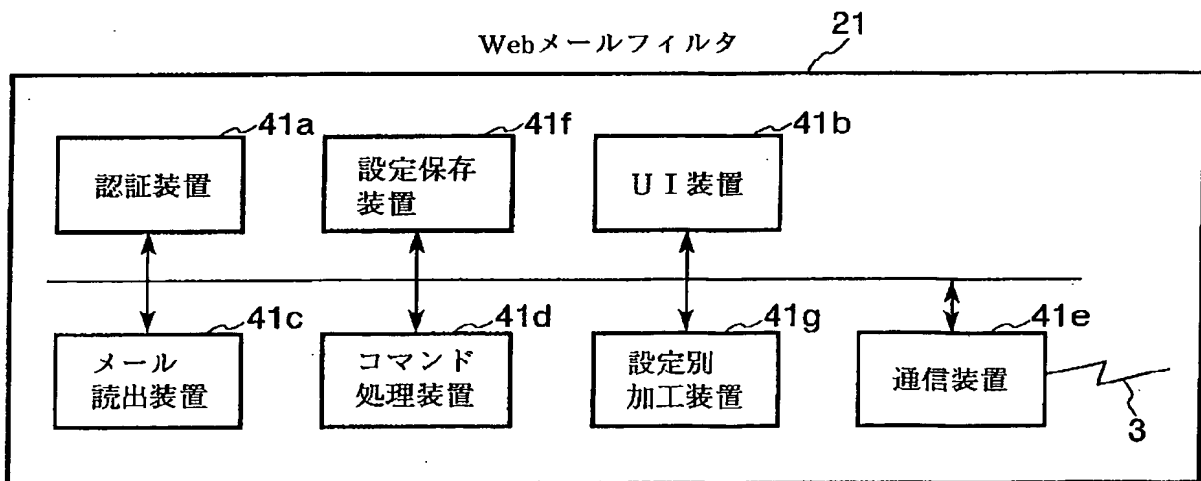 Webメールフィルタ
21
41a
41f
41b
認証装置
設定保存
装置
UI装置
41c
41d
41g
41e
メール
読出装置
コマンド
処理装置
設定別
加工装置
通信装置
3